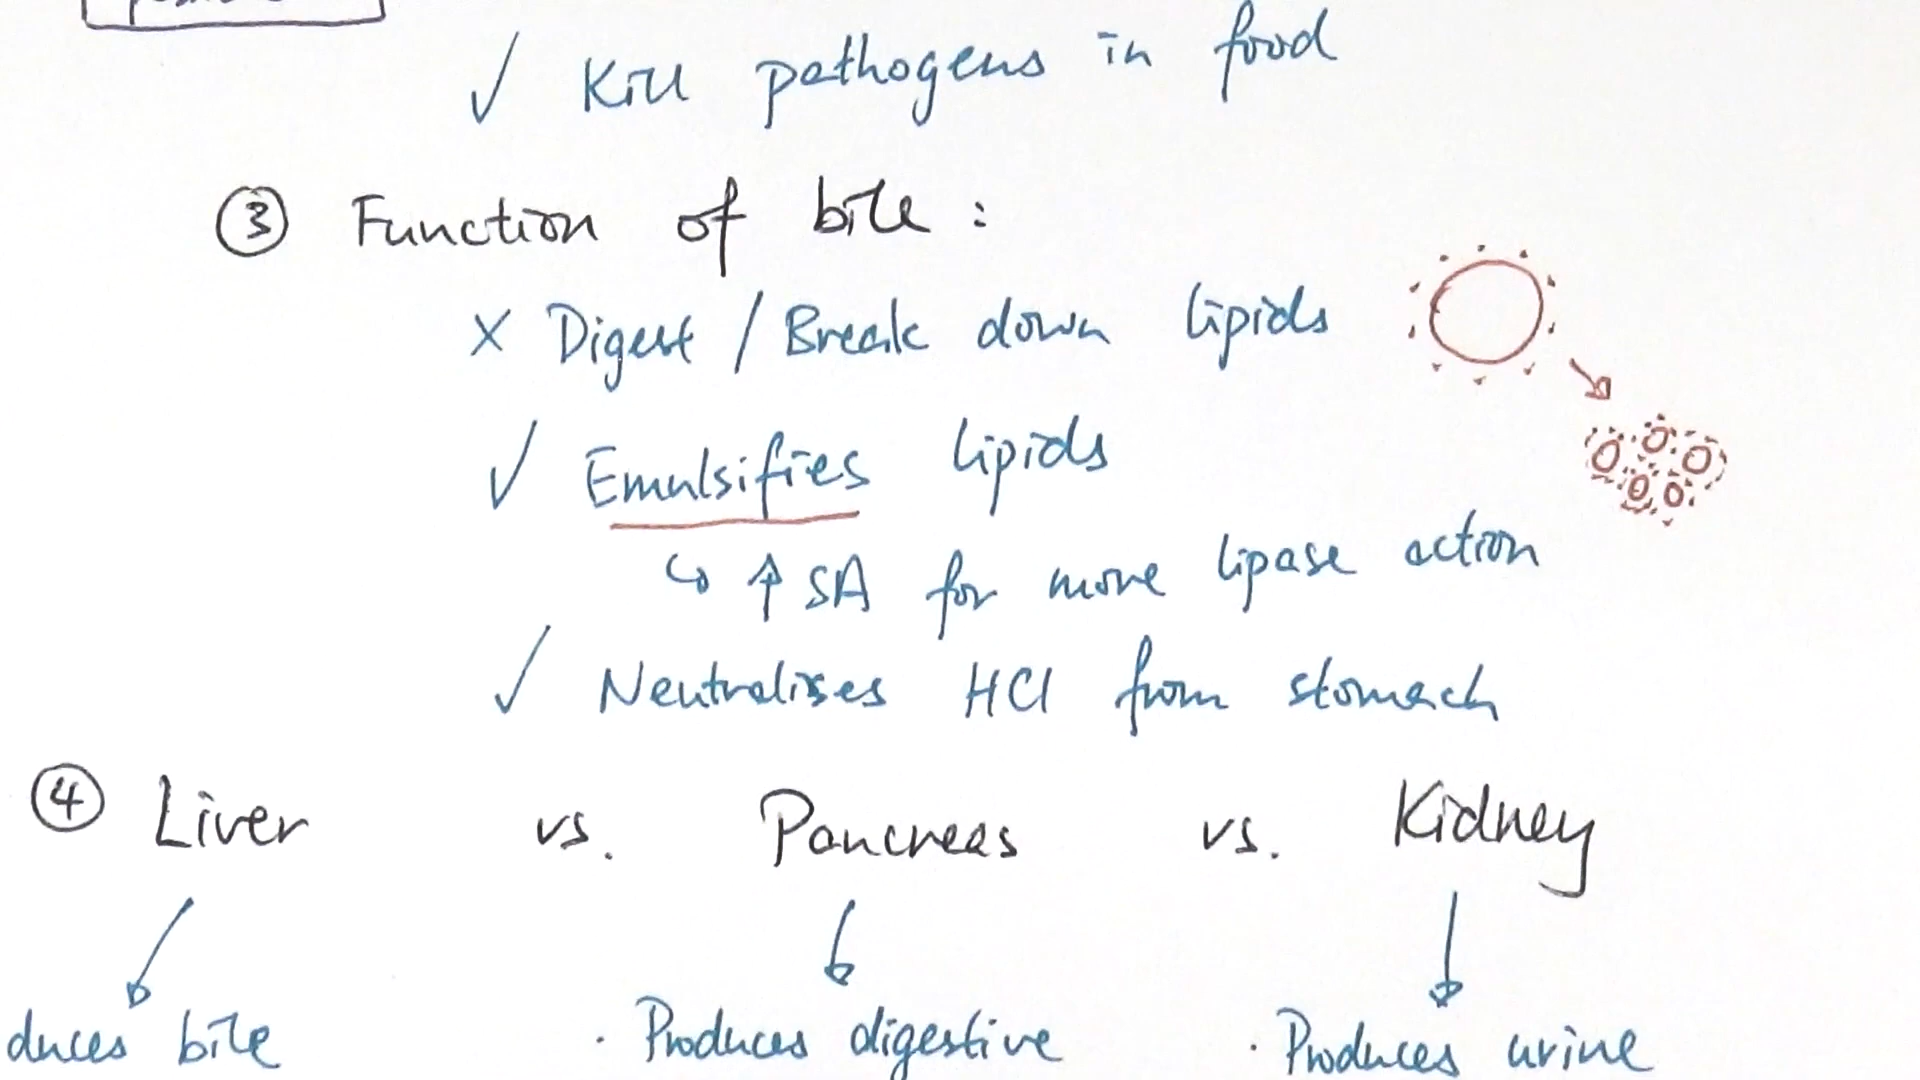 ✓ Kill pathogens in food
③ Function of bile :
X Digest / Break down lipids
✓ Emulsifies lipids
↪ ↑ SA for more lipase action
✓ Neutralises HCl from stomach
④ Liver vs. Pancreas vs. Kidney
duces bile · Produces digestive · Produces urine